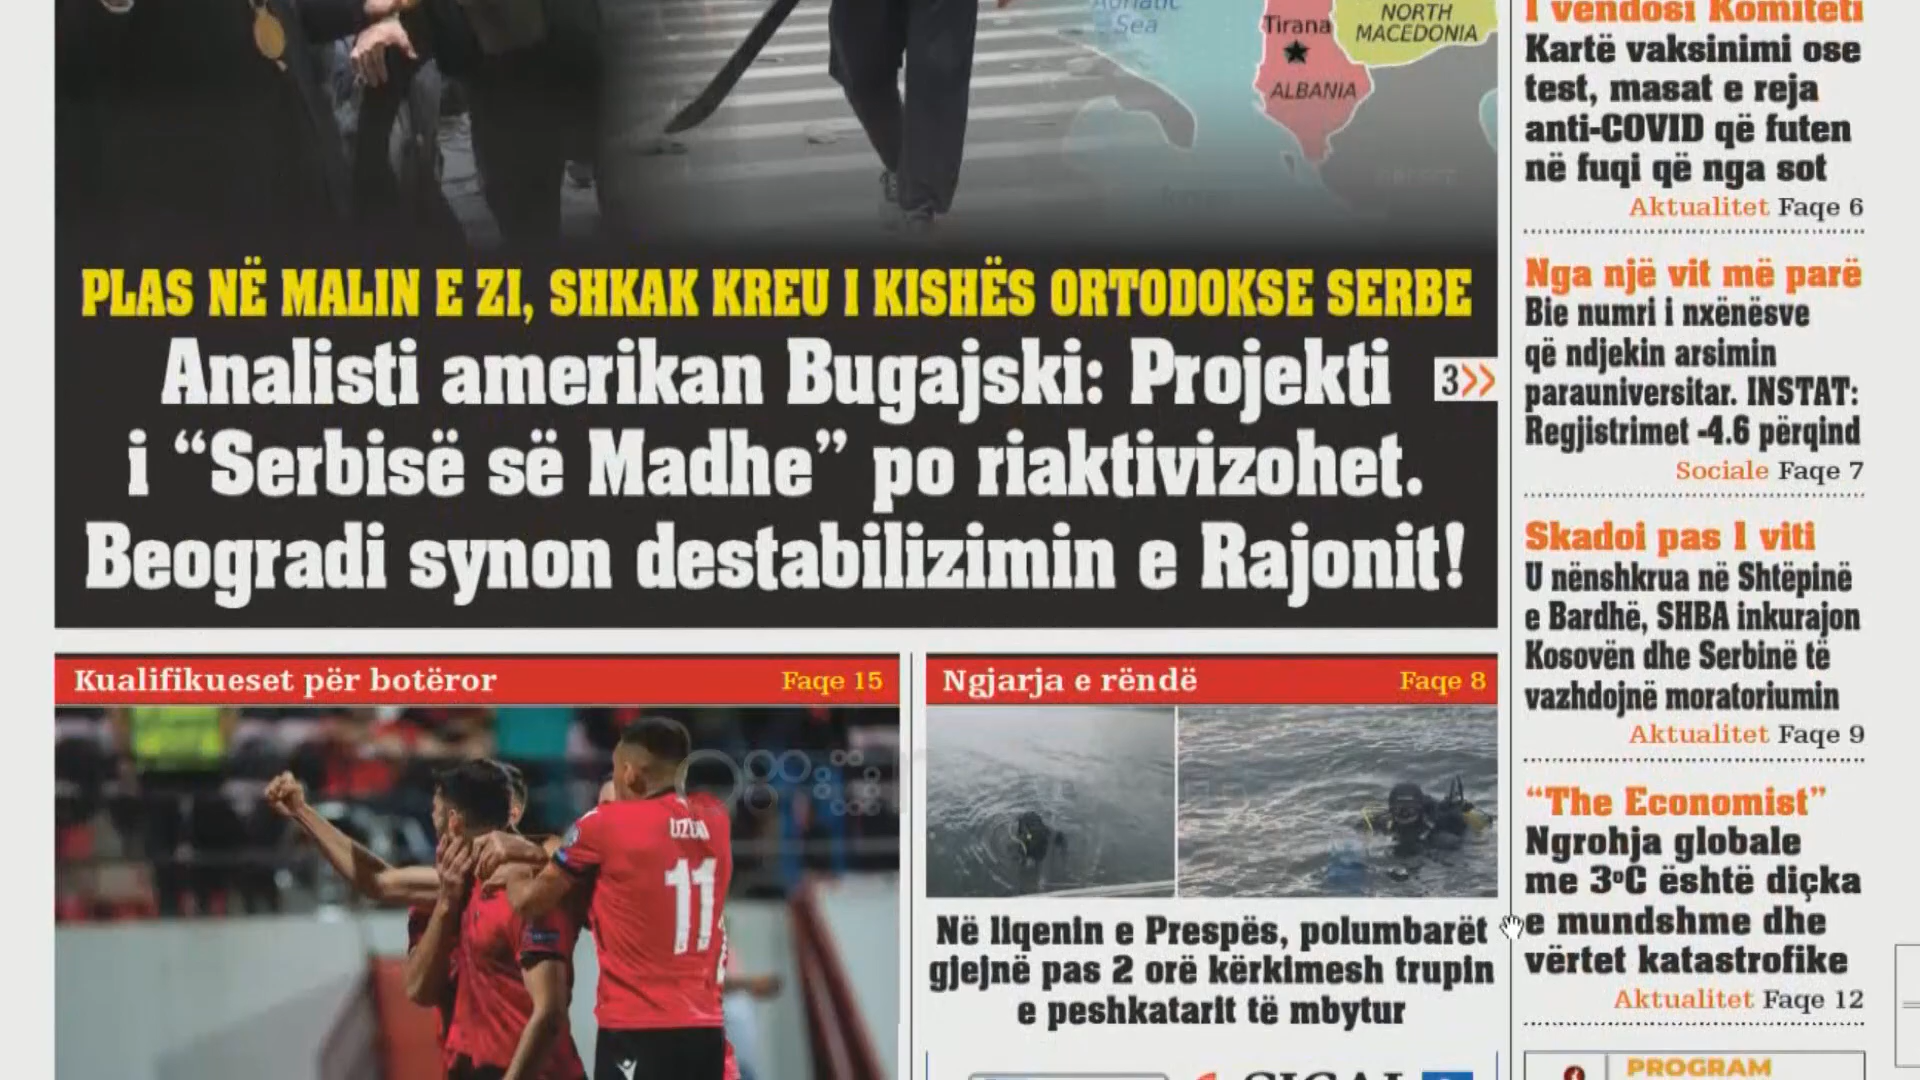 Adriatic
Sea
Tirana
NORTH
MACEDONIA
ALBANIA
PLAS NË MALIN E ZI, SHKAK KREU I KISHËS ORTODOKSE SERBE
Analisti amerikan Bugajski: Projekti
3>>
i “Serbisë së Madhe” po riaktivizohet.
Beogradi synon destabilizimin e Rajonit!
Kualifikueset për botëror
Faqe 15
11
Ngjarja e rëndë
Faqe 8
Në liqenin e Prespës, polumbarët
gjejnë pas 2 orë kërkimesh trupin
e peshkatarit të mbytur
I vendosi Komiteti
Kartë vaksinimi ose
test, masat e reja
anti-COVID që futen
në fuqi që nga sot
Aktualitet Faqe 6
Nga një vit më parë
Bie numri i nxënësve
që ndjekin arsimin
parauniversitar. INSTAT:
Regjistrimet -4.6 përqind
Sociale Faqe 7
Skadoi pas 1 viti
U nënshkrua në Shtëpinë
e Bardhë, SHBA inkurajon
Kosovën dhe Serbinë të
vazhdojnë moratoriumin
Aktualitet Faqe 9
“The Economist”
Ngrohja globale
me 3°C është diçka
e mundshme dhe
vërtet katastrofike
Aktualitet Faqe 12
PROGRAM